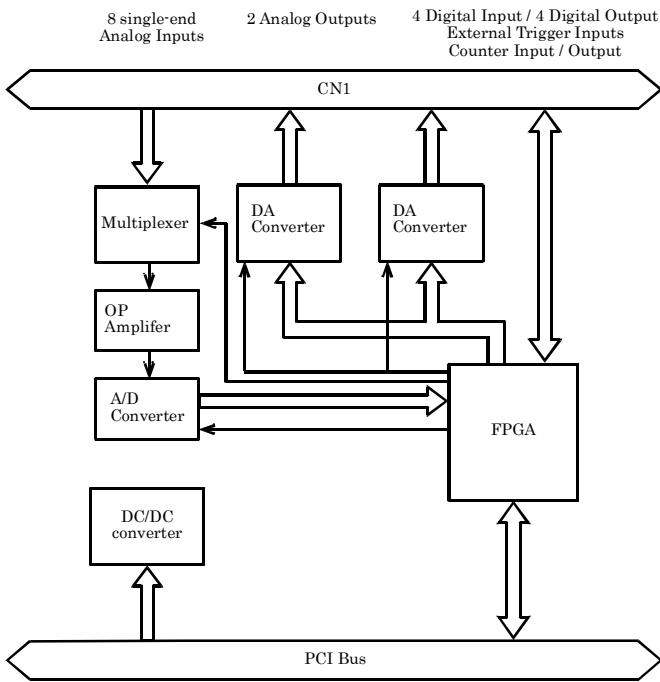 8 single-end
Analog Inputs
2 Analog Outputs
4 Digital Input / 4 Digital Output
External Trigger Inputs
Counter Input / Output
CN1
Multiplexer
DA
Converter
DA
Converter
OP
Amplifer
A/D
Converter
FPGA
DC/DC
converter
PCI Bus